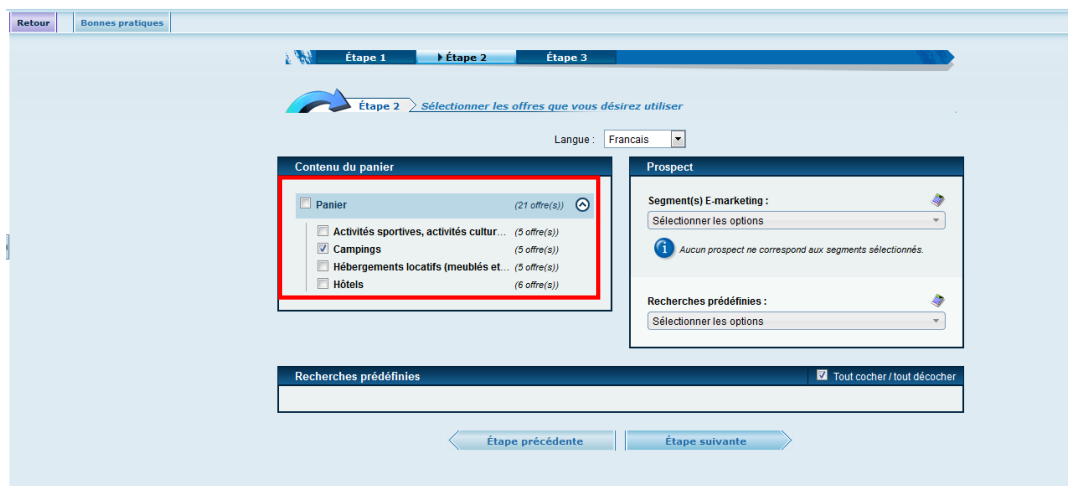 Retour
Bonnes pratiques
Étape 1
Étape 2
Étape 3
Étape 2
Sélectionner les offres que vous désirez utiliser
Langue :
Francais
Contenu du panier
Panier
(21 offre(s))
Activités sportives, activités cultur...
(5 offre(s))
Campings
(5 offre(s))
Hébergements locatifs (meublés et...
(5 offre(s))
Hôtels
(6 offre(s))
Prospect
Segment(s) E-marketing :
Sélectionner les options
Aucun prospect ne correspond aux segments sélectionnés.
Recherches prédéfinies :
Sélectionner les options
Recherches prédéfinies
Tout cocher / tout décocher
Étape précédente
Étape suivante